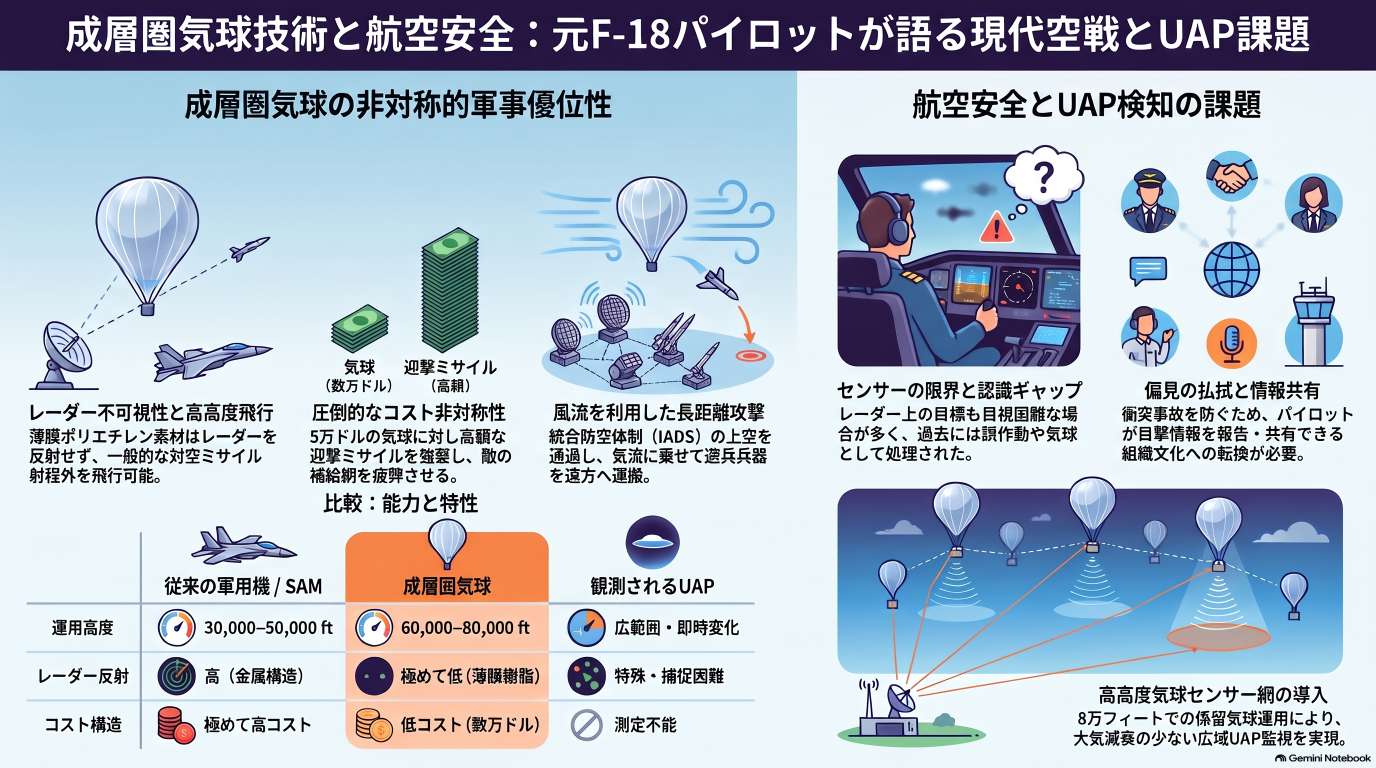 成層圏気球技術と航空安全：元F-18パイロットが語る現代空戦とUAP課題
成層圏気球の非対称的軍事優位性
レーダー不可視性と高高度飛行
薄膜ポリエチレン素材はレーダーを
反射せず、一般的な対空ミサイル
射程外を飛行可能。
気球
（数万ドル）
迎撃ミサイル
圧倒的なコスト非対称性
5万ドルの気球に対し高額な
迎撃ミサイルを強要し、敵の
補給網を疲弊させる。
風流を利用した長距離攻撃
統合防空体制（IADS）の上空を
通過し、気流に乗せて
を遠方へ運搬。
比較：能力と特性
従来の軍用機 / SAM
成層圏気球
観測されるUAP
運用高度
30,000–50,000 ft
60,000–80,000 ft
広範囲・即時変化
レーダー反射
高（金属構造）
極めて低（薄膜樹脂）
特殊・捕捉困難
コスト構造
極めて高コスト
低コスト（数万ドル）
測定不能
航空安全とUAP検知の課題
?
センサーの限界と認識ギャップ
レーダー上の目標も目視困難な場
合が多く、過去には誤作動や気球
として処理された。
偏見の払拭と情報共有
衝突事故を防ぐため、パイロット
が目撃情報を報告・共有できる
組織文化への転換が必要。
高高度気球センサー網の導入
8万フィートでの係留気球運用により、
大気減衰の少ない広域UAP監視を実現。
Gemini Notebook